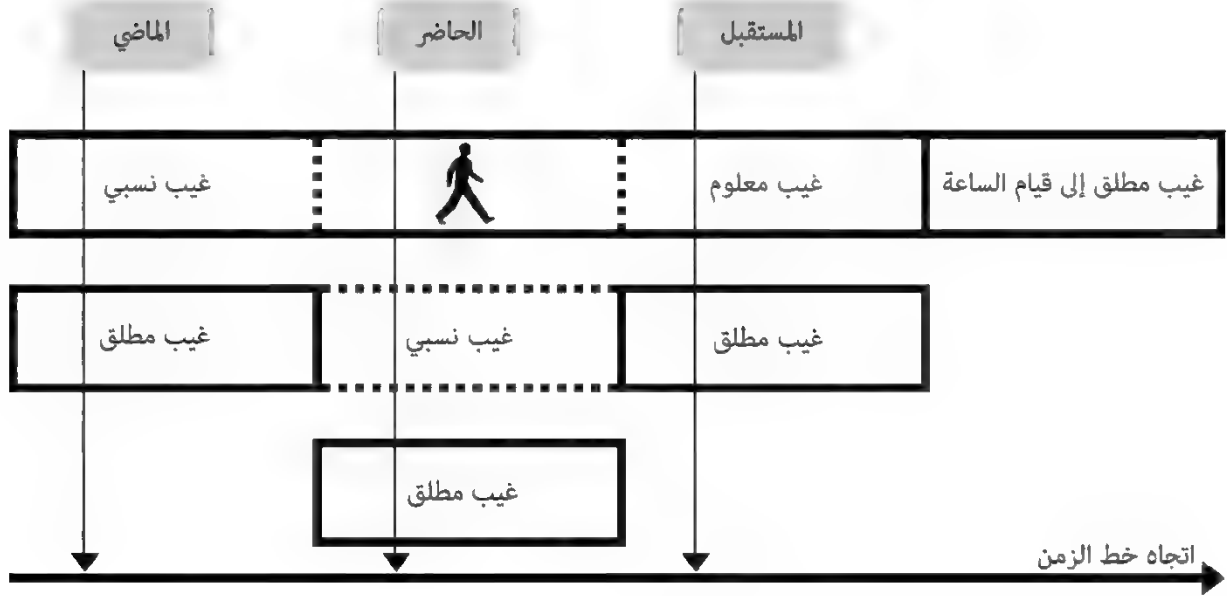 الماضي
الحاضر
المستقبل
غيب نسبي
غيب معلوم
غيب مطلق إلى قيام الساعة
غيب مطلق
غيب نسبي
غيب مطلق
غيب مطلق
اتجاه خط الزمن